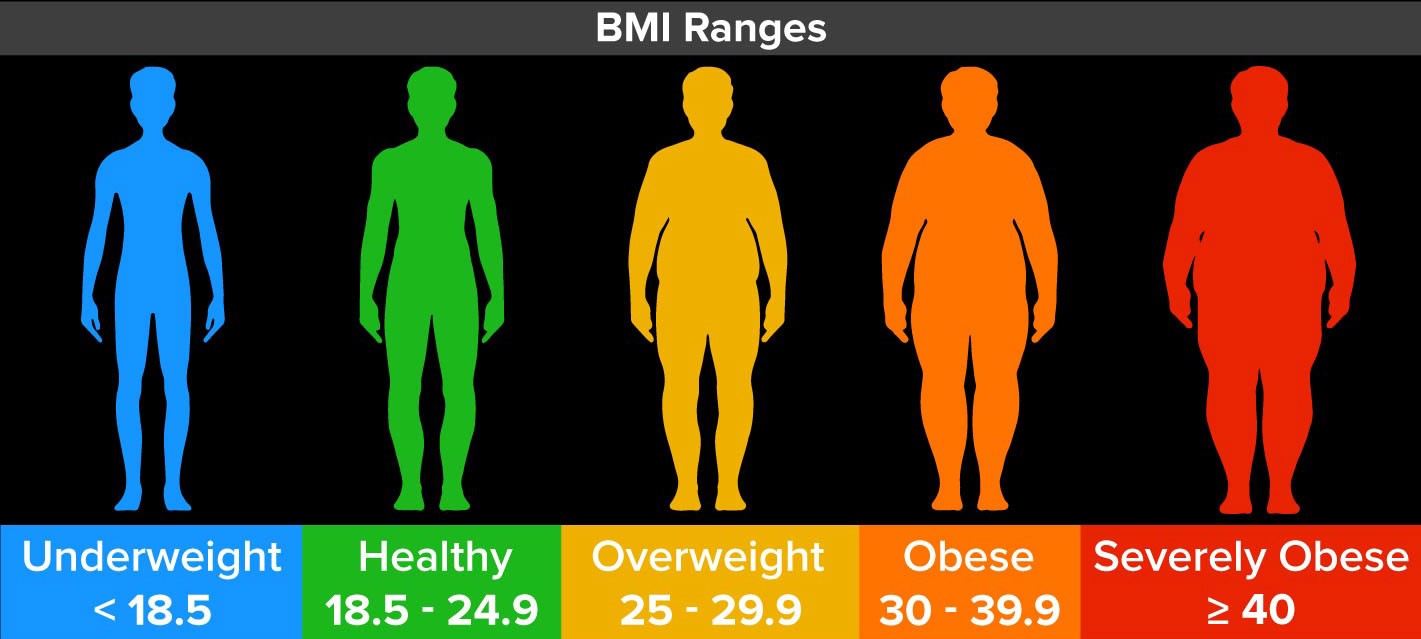 BMI Ranges
Underweight
< 18.5
Healthy
18.5 - 24.9
Overweight
25 - 29.9
Obese
30 - 39.9
Severely Obese
≥ 40